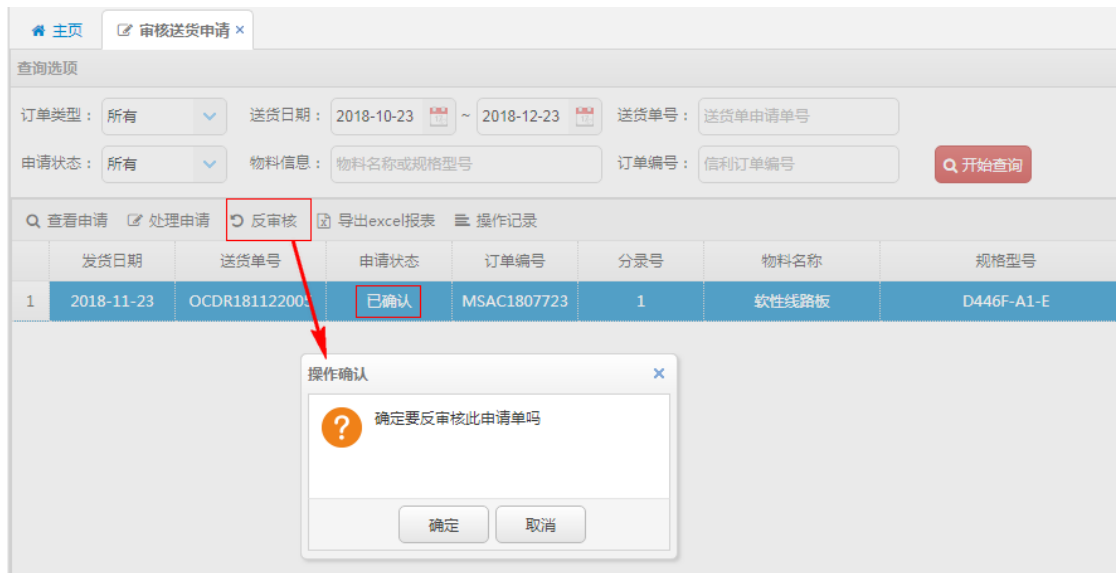 主页 审核送货申请 ×
查询选项
订单类型： 所有 送货日期： 2018-10-23 ~ 2018-12-23 送货单号： 送货单申请单号
申请状态： 所有 物料信息： 物料名称或规格型号 订单编号： 信利订单编号 开始查询
查看申请 处理申请 反审核 导出excel报表 操作记录
发货日期 送货单号 申请状态 订单编号 分录号 物料名称 规格型号
1 2018-11-23 OCDR181122005 已确认 MSAC1807723 1 软性线路板 D446F-A1-E
操作确认 ×
确定要反审核此申请单吗
确定 取消